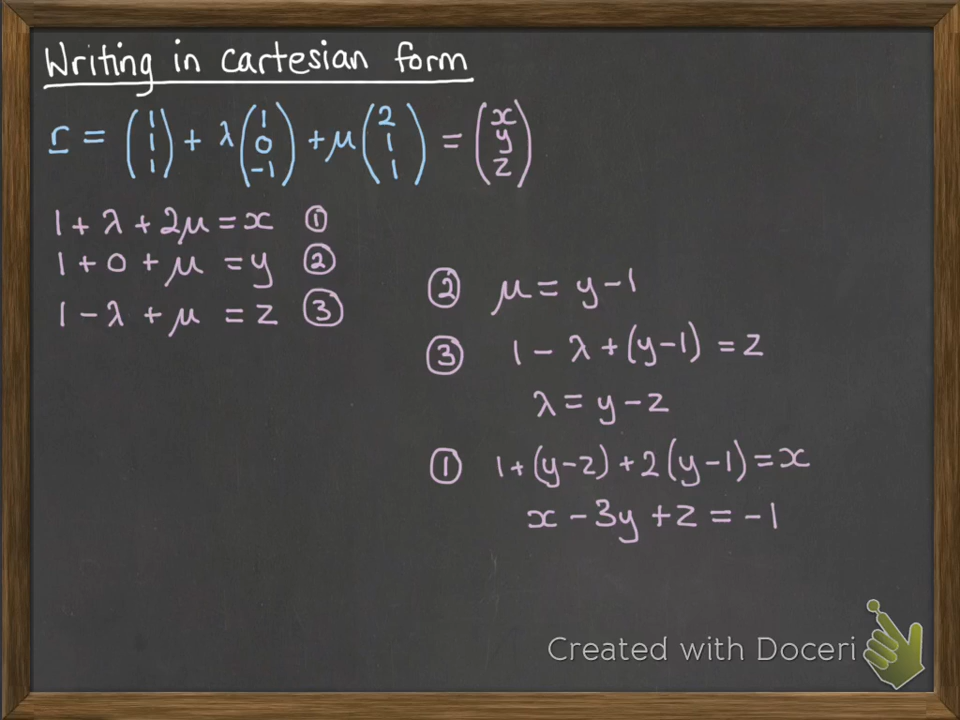 Writing in cartesian form
r = (1 1 1) + λ(1 0 -1) + μ(2 1 1) = (x y z)
1 + λ + 2μ = x ①
1 + 0 + μ = y ②
1 - λ + μ = z ③
② μ = y - 1
③ 1 - λ + (y-1) = z
λ = y - z
① 1 + (y-z) + 2(y-1) = x
x - 3y + z = -1
Created with Doceri